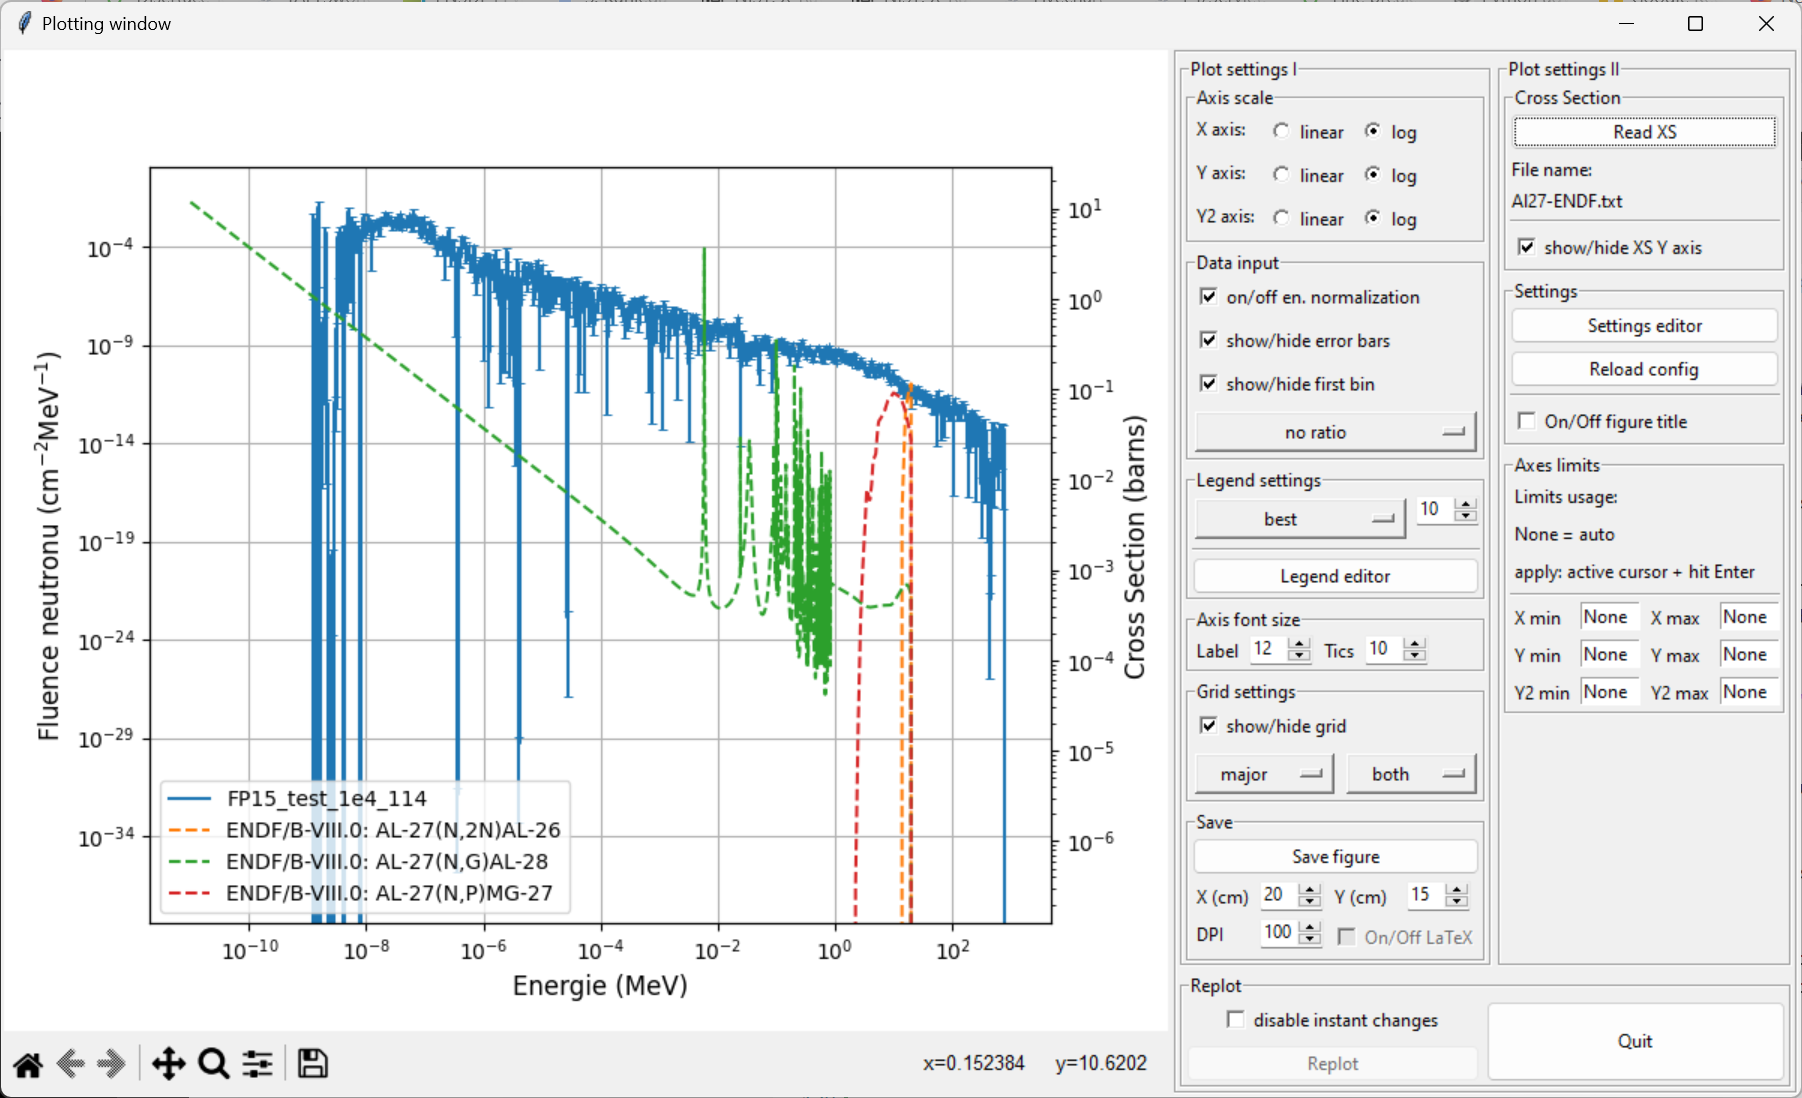 Plotting window
10⁻⁴
10⁻⁹
10⁻¹⁴
10⁻¹⁹
10⁻²⁴
10⁻²⁹
10⁻³⁴
Fluence neutronu (cm⁻²MeV⁻¹)
10¹
10⁰
10⁻¹
10⁻²
10⁻³
10⁻⁴
10⁻⁵
10⁻⁶
Cross Section (barns)
FP15_test_1e4_114
ENDF/B-VIII.0: AL-27(N,2N)AL-26
ENDF/B-VIII.0: AL-27(N,G)AL-28
ENDF/B-VIII.0: AL-27(N,P)MG-27
10⁻¹⁰ 10⁻⁸ 10⁻⁶ 10⁻⁴ 10⁻² 10⁰ 10²
Energie (MeV)
x=0.152384 y=10.6202
Plot settings I
Axis scale
X axis: linear log
Y axis: linear log
Y2 axis: linear log
Data input
on/off en. normalization
show/hide error bars
show/hide first bin
no ratio
Legend settings
best 10
Legend editor
Axis font size
Label 12 Tics 10
Grid settings
show/hide grid
major both
Save
Save figure
X (cm) 20 Y (cm) 15
DPI 100 On/Off LaTeX
Plot settings II
Cross Section
Read XS
File name:
Al27-ENDF.txt
show/hide XS Y axis
Settings
Settings editor
Reload config
On/Off figure title
Axes limits
Limits usage:
None = auto
apply: active cursor + hit Enter
X min None X max None
Y min None Y max None
Y2 min None Y2 max None
Replot
disable instant changes
Replot
Quit